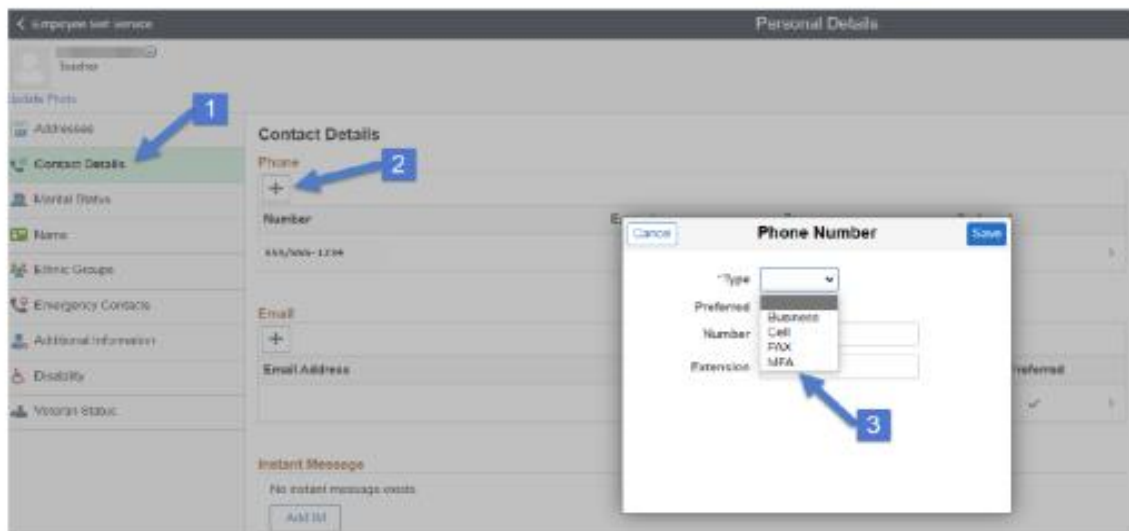 Employee Self Service
Personal Details
Teacher
Update Photo
1
Addresses
Contact Details
Marital Status
Name
Ethnic Groups
Emergency Contacts
Additional Information
Disability
Veteran Status
Contact Details
Phone
2
+
Number
555/555-1234
Email
+
Email Address
Preferred
Instant Message
No instant message exists
Add IM
Cancel
Phone Number
Save
*Type
Preferred
Business
Number
Cell
FAX
Extension
MFA
3